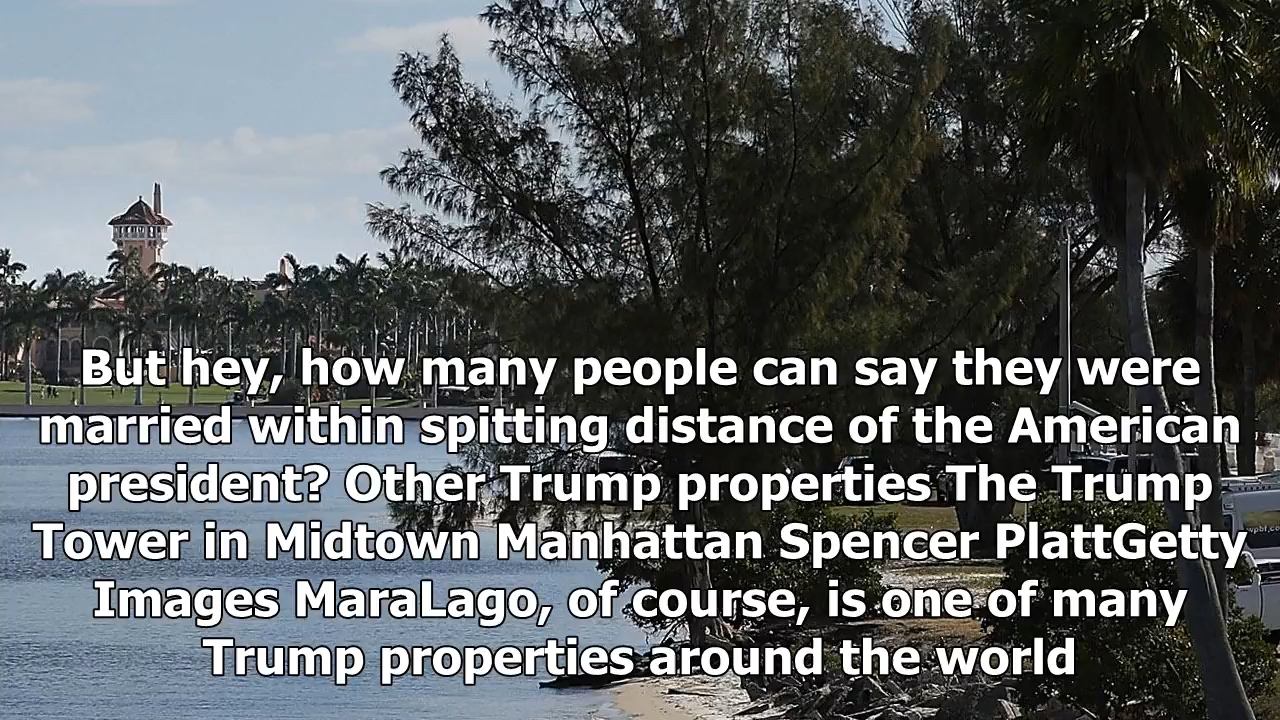 But hey, how many people can say they were
married within spitting distance of the American
president? Other Trump properties The Trump
Tower in Midtown Manhattan Spencer PlattGetty
Images MaraLago, of course, is one of many
Trump properties around the world